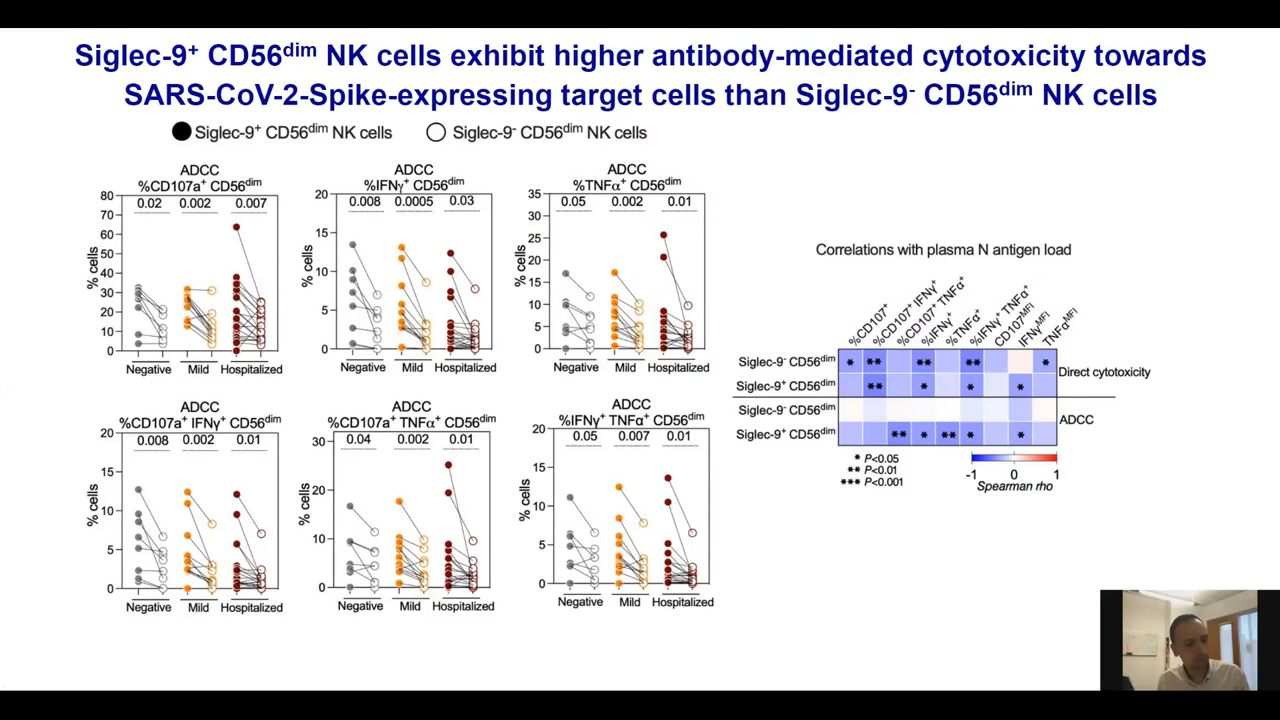 Siglec-9⁺ CD56ᵈⁱᵐ NK cells exhibit higher antibody-mediated cytotoxicity towards
SARS-CoV-2-Spike-expressing target cells than Siglec-9⁻ CD56ᵈⁱᵐ NK cells
Siglec-9⁺ CD56ᵈⁱᵐ NK cells
Siglec-9⁻ CD56ᵈⁱᵐ NK cells
ADCC
%CD107a⁺ CD56ᵈⁱᵐ
0.02 0.002 0.007
% cells
80
70
60
50
40
30
20
10
0
Negative Mild Hospitalized
ADCC
%IFNγ⁺ CD56ᵈⁱᵐ
0.008 0.0005 0.03
% cells
20
15
10
5
0
Negative Mild Hospitalized
ADCC
%TNFα⁺ CD56ᵈⁱᵐ
0.05 0.002 0.01
% cells
35
30
25
20
15
10
5
0
Negative Mild Hospitalized
ADCC
%CD107a⁺ IFNγ⁺ CD56ᵈⁱᵐ
0.008 0.002 0.01
% cells
20
15
10
5
0
Negative Mild Hospitalized
ADCC
%CD107a⁺ TNFα⁺ CD56ᵈⁱᵐ
0.04 0.002 0.01
% cells
30
20
10
0
Negative Mild Hospitalized
ADCC
%IFNγ⁺ TNFα⁺ CD56ᵈⁱᵐ
0.05 0.007 0.01
% cells
20
15
10
5
0
Negative Mild Hospitalized
Correlations with plasma N antigen load
%CD107⁺
%CD107⁺ IFNγ⁺
%CD107⁺ TNFα⁺
%IFNγ⁺
%TNFα⁺
%IFNγ⁺ TNFα⁺
CD107ᴹᶠᴵ
IFNγᴹᶠᴵ
TNFαᴹᶠᴵ
Siglec-9⁻ CD56ᵈⁱᵐ * ** ** ** *
Siglec-9⁺ CD56ᵈⁱᵐ ** * * *
Direct cytotoxicity
Siglec-9⁻ CD56ᵈⁱᵐ
Siglec-9⁺ CD56ᵈⁱᵐ ** * ** * *
ADCC
* P<0.05
** P<0.01
*** P<0.001
-1 0 1
Spearman rho